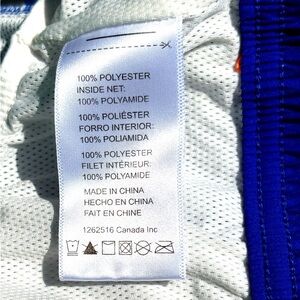 100% POLYESTER
INSIDE NET:
100% POLYAMIDE
100% POLIÉSTER
FORRO INTERIOR:
100% POLIAMIDA
100% POLYESTER
FILET INTÉRIEUR:
100% POLYAMIDE
MADE IN CHINA
HECHO EN CHINA
FAIT EN CHINE
1262516 Canada Inc